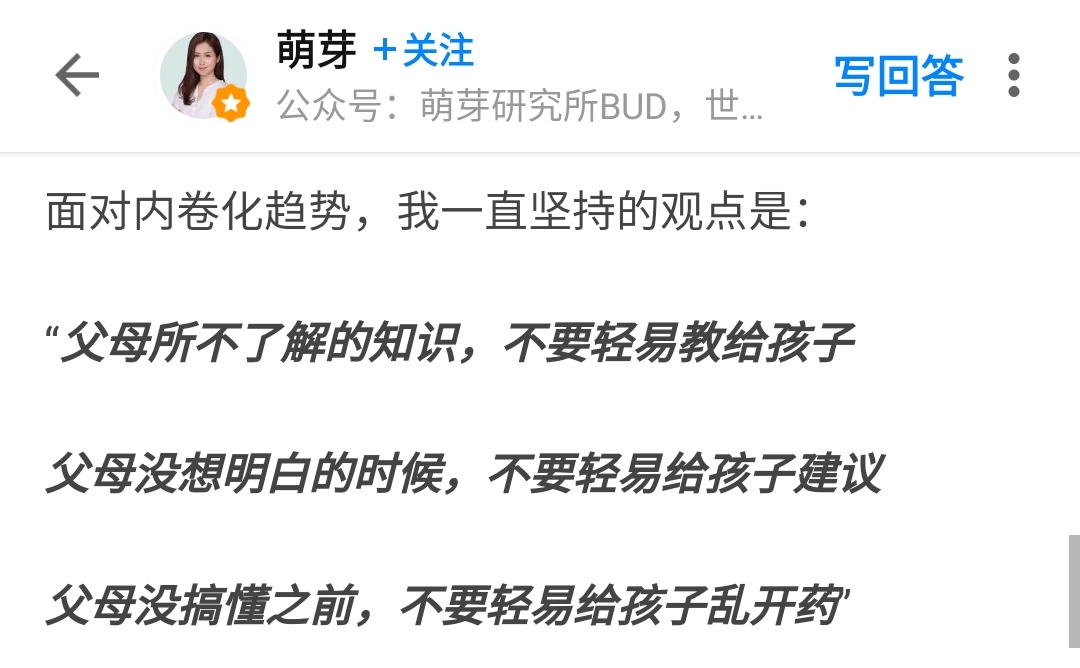 萌芽 +关注
写回答
公众号：萌芽研究所BUD，世...
面对内卷化趋势，我一直坚持的观点是：
“父母所不了解的知识，不要轻易教给孩子
父母没想明白的时候，不要轻易给孩子建议
父母没搞懂之前，不要轻易给孩子乱开药”